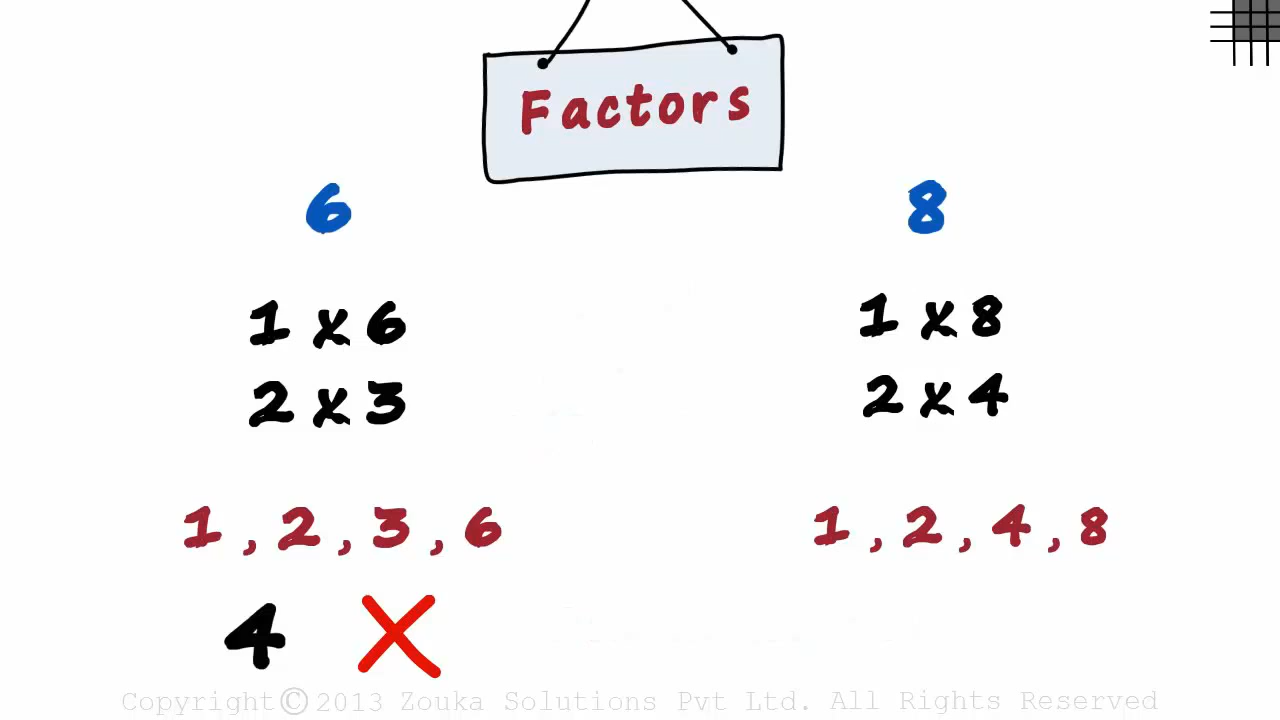 Factors
6
8
1 x 6
1 x 8
2 x 3
2 x 4
1 , 2 , 3 , 6
1 , 2 , 4 , 8
4 X
Copyright © 2013 Zouka Solutions Pvt Ltd. All Rights Reserved